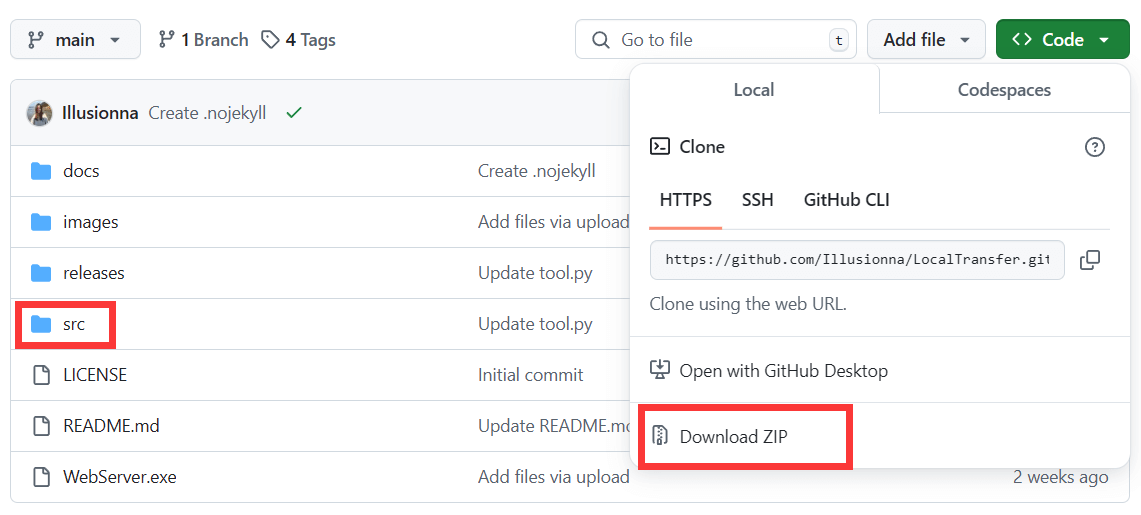 main 1 Branch 4 Tags Go to file t Add file Code
Local Codespaces
Illusionna Create .nojekyll
Clone
docs Create .nojekyll
HTTPS SSH GitHub CLI
images Add files via upload
https://github.com/Illusionna/LocalTransfer.git
releases Update tool.py
Clone using the web URL.
src Update tool.py
LICENSE Initial commit
Open with GitHub Desktop
README.md Update README.md
Download ZIP
WebServer.exe Add files via upload 2 weeks ago